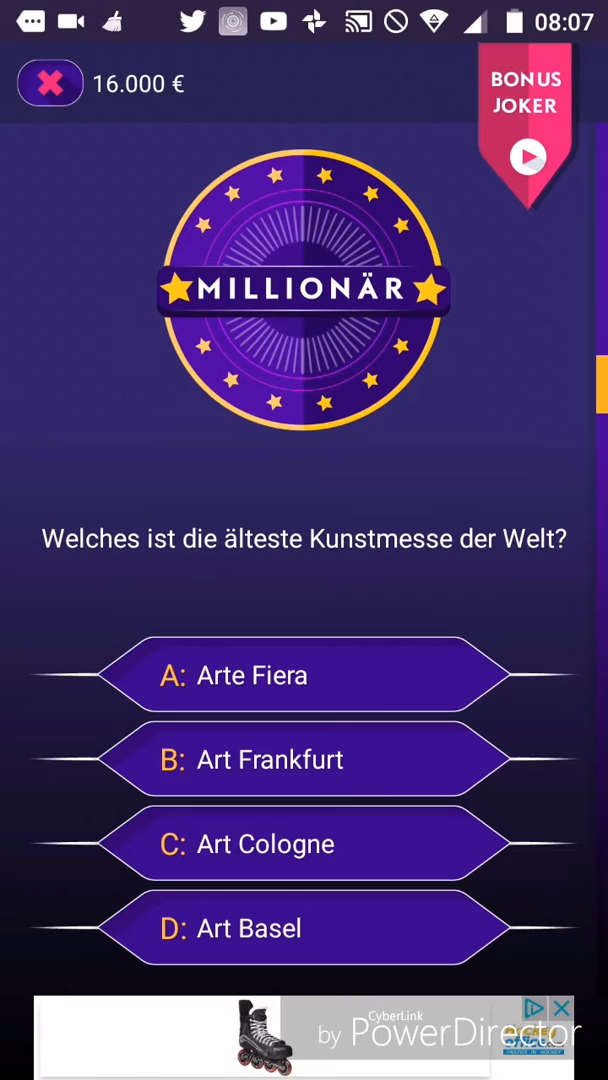 08:07
16.000 €
BONUS
JOKER
MILLIONÄR
Welches ist die älteste Kunstmesse der Welt?
A: Arte Fiera
B: Art Frankfurt
C: Art Cologne
D: Art Basel
CyberLink
by PowerDirector